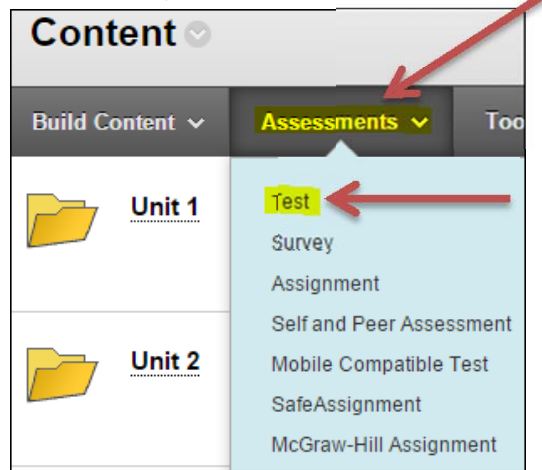 Content
Build Content Assessments Too
Unit 1
Test
Survey
Assignment
Self and Peer Assessment
Unit 2
Mobile Compatible Test
SafeAssignment
McGraw-Hill Assignment